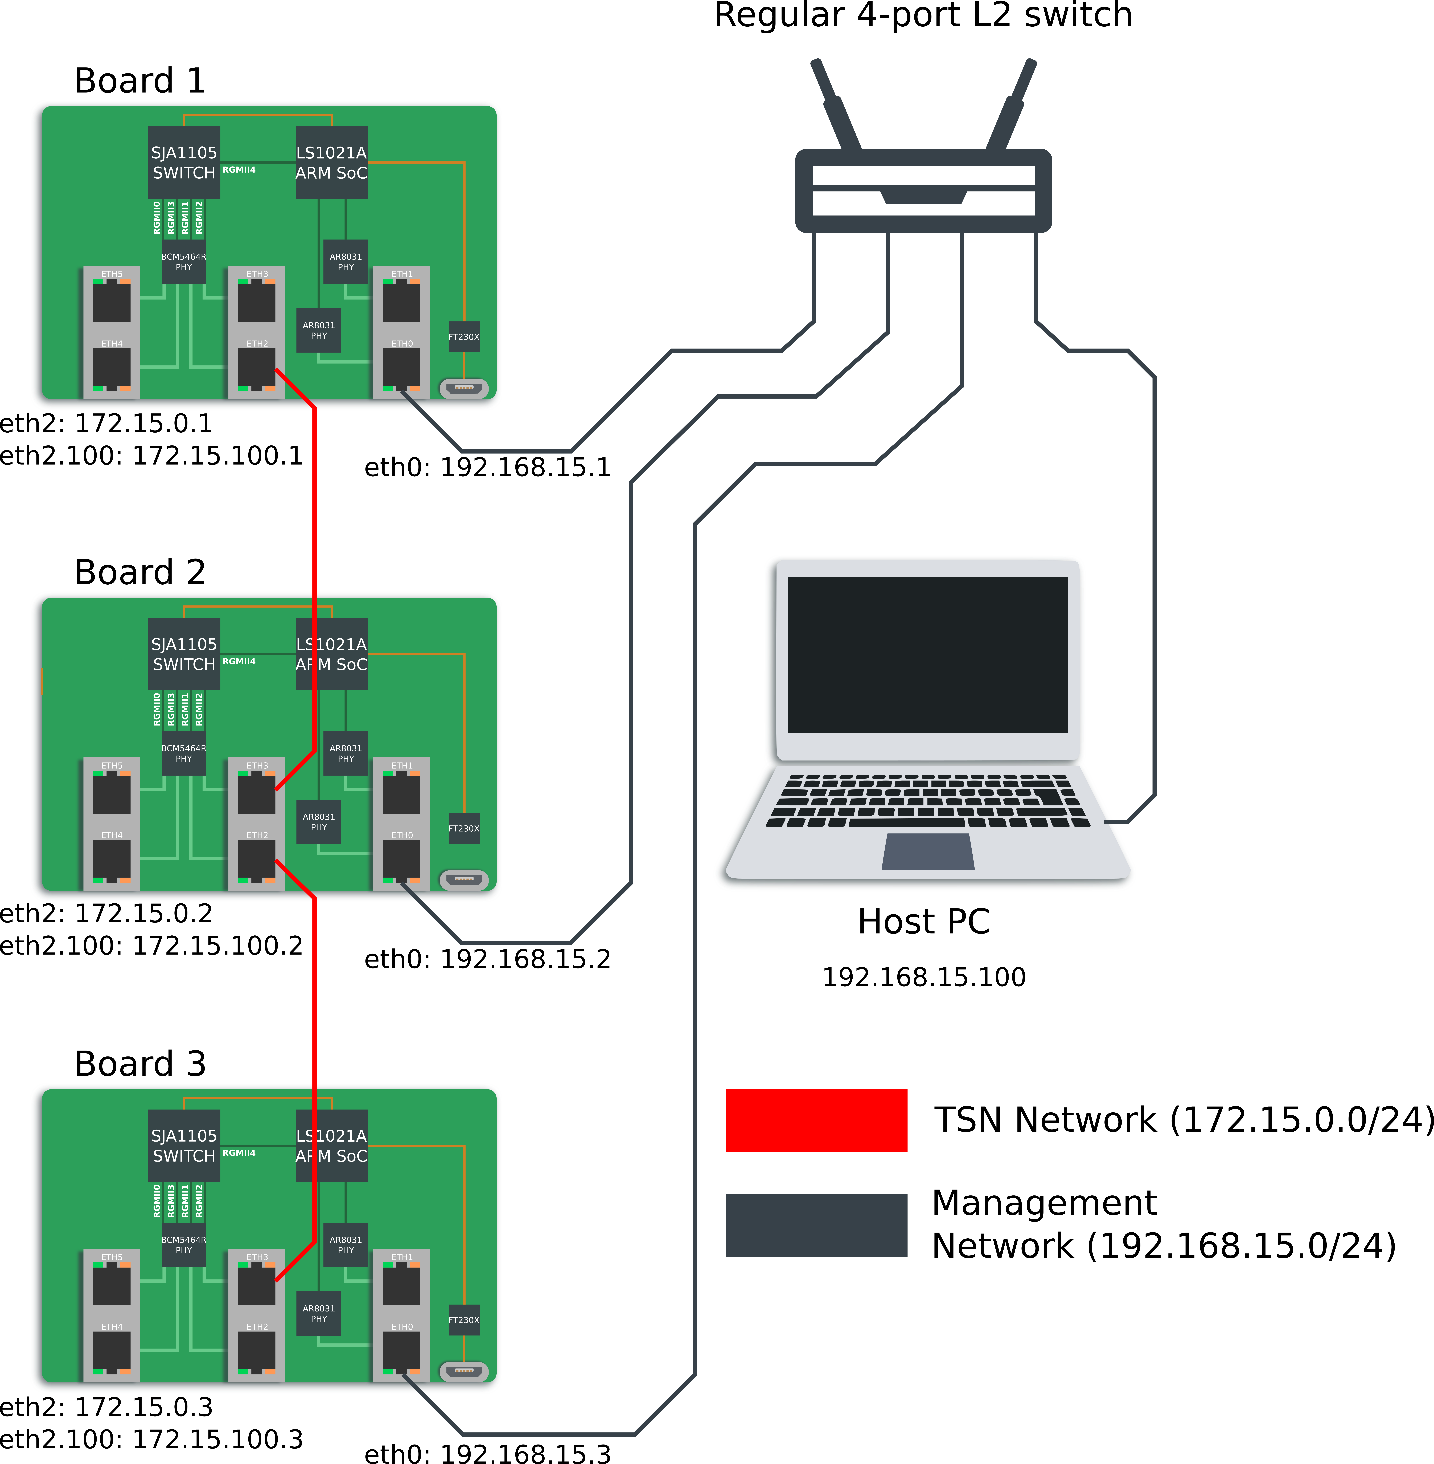 Regular 4-port L2 switch
Board 1
SJA1105
SWITCH
LS1021A
ARM SoC
RGMII4
RGMII0
RGMII3
RGMII1
RGMII2
BCM5464R
PHY
AR8031
PHY
ETH5
ETH3
ETH1
AR8031
PHY
FT230X
ETH4
ETH2
ETH0
eth2: 172.15.0.1
eth2.100: 172.15.100.1
eth0: 192.168.15.1
Board 2
SJA1105
SWITCH
LS1021A
ARM SoC
RGMII4
RGMII0
RGMII3
RGMII1
RGMII2
BCM5464R
PHY
AR8031
PHY
ETH5
ETH3
ETH1
AR8031
PHY
FT230X
ETH4
ETH2
ETH0
eth2: 172.15.0.2
eth2.100: 172.15.100.2
eth0: 192.168.15.2
Host PC
192.168.15.100
Board 3
SJA1105
SWITCH
LS1021A
ARM SoC
RGMII4
RGMII0
RGMII3
RGMII1
RGMII2
BCM5464R
PHY
AR8031
PHY
ETH5
ETH3
ETH1
AR8031
PHY
FT230X
ETH4
ETH2
ETH0
eth2: 172.15.0.3
eth2.100: 172.15.100.3
eth0: 192.168.15.3
TSN Network (172.15.0.0/24)
Management
Network (192.168.15.0/24)